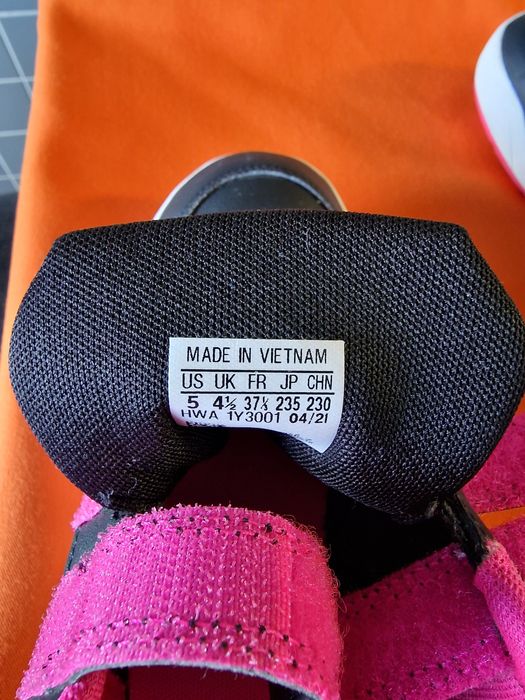 MADE IN VIETNAM
US UK FR JP CHN
5 4½ 37⅓ 235 230
HWA 1Y3001 04/21